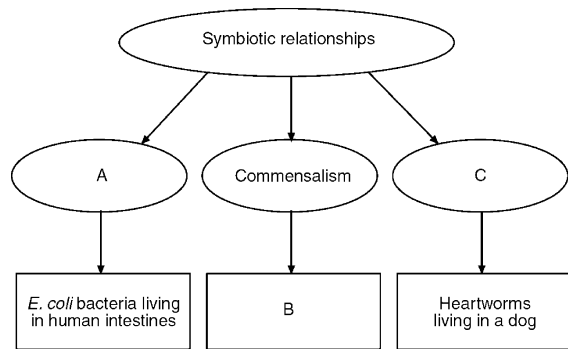 Symbiotic relationships
A
Commensalism
C
E. coli bacteria living
in human intestines
B
Heartworms
living in a dog